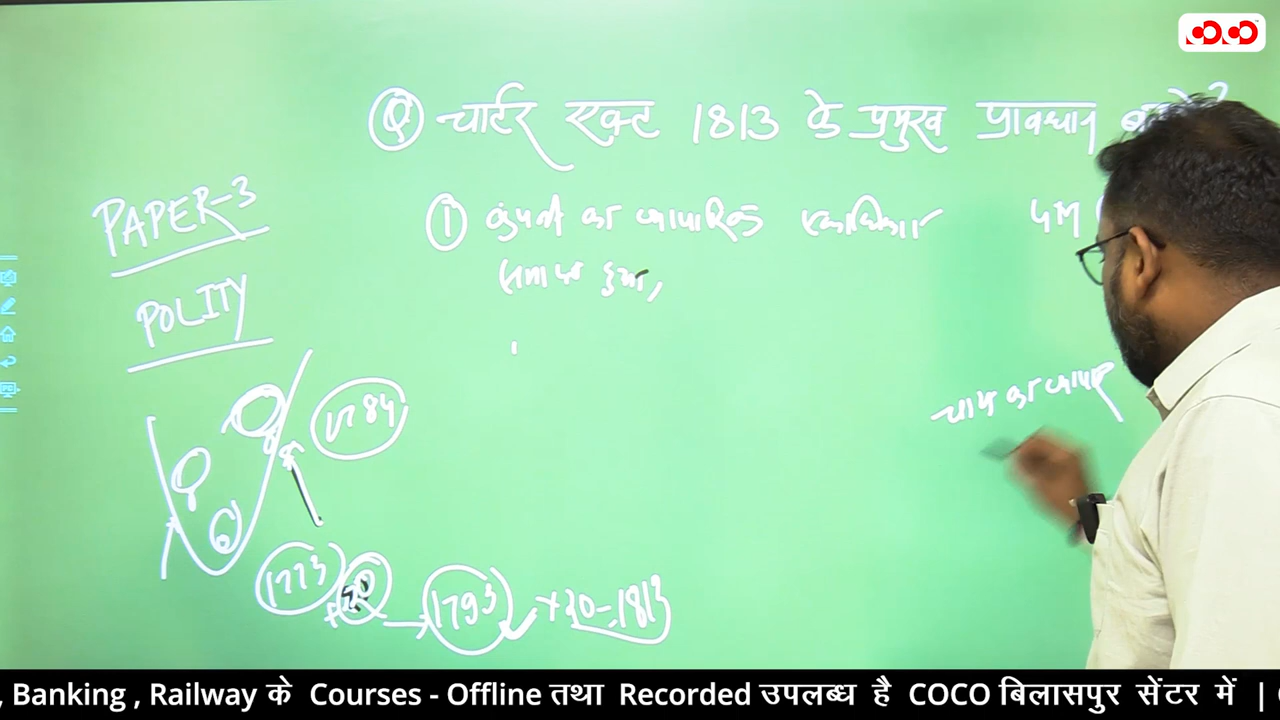 Q चार्टर एक्ट 1813 के प्रमुख प्रावधान
PAPER-3
POLITY
① कंपनी का व्यापारिक एकाधिकार
समाप्त हुआ,
चाय का व्यापार
1784
1773
20
1793
+20=1813
, Banking , Railway के Courses - Offline तथा Recorded उपलब्ध है COCO बिलासपुर सेंटर में |